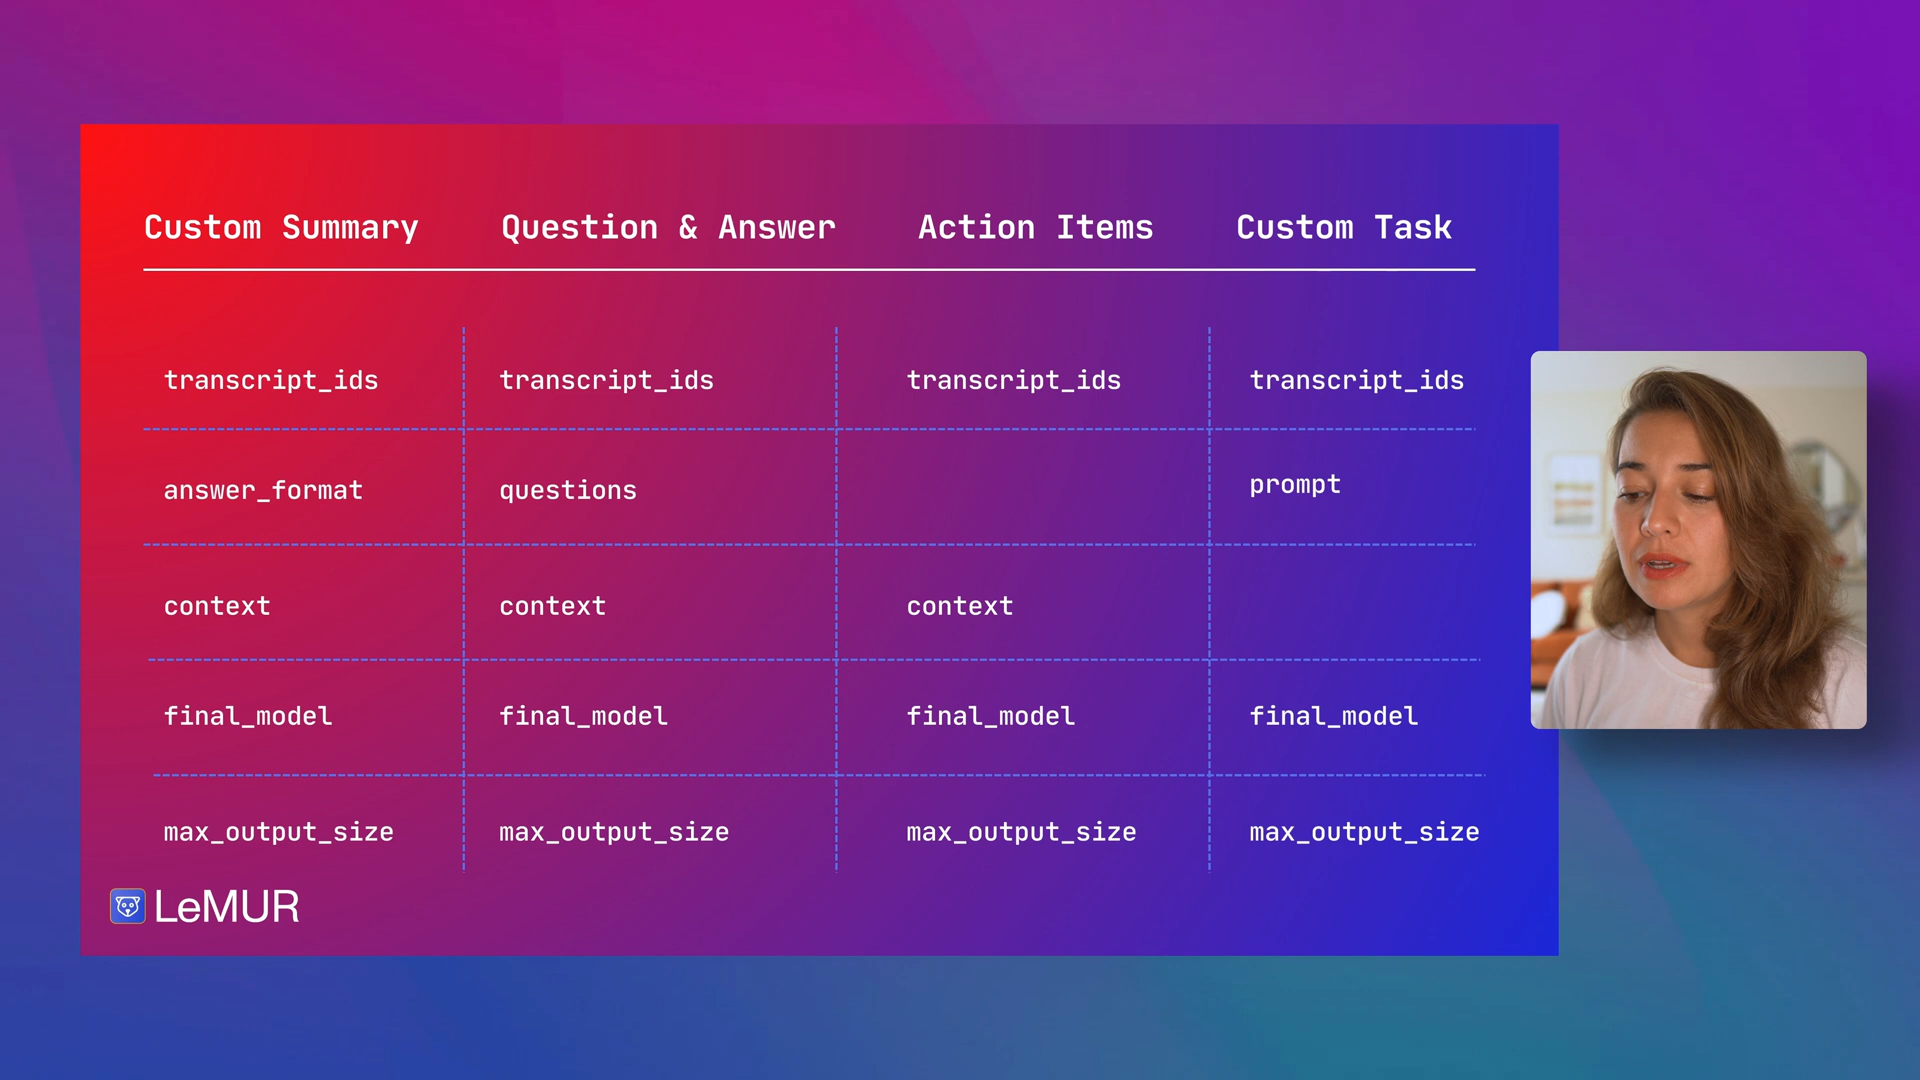 Custom Summary Question & Answer Action Items Custom Task
transcript_ids transcript_ids transcript_ids transcript_ids
answer_format questions prompt
context context context
final_model final_model final_model final_model
max_output_size max_output_size max_output_size max_output_size
LeMUR